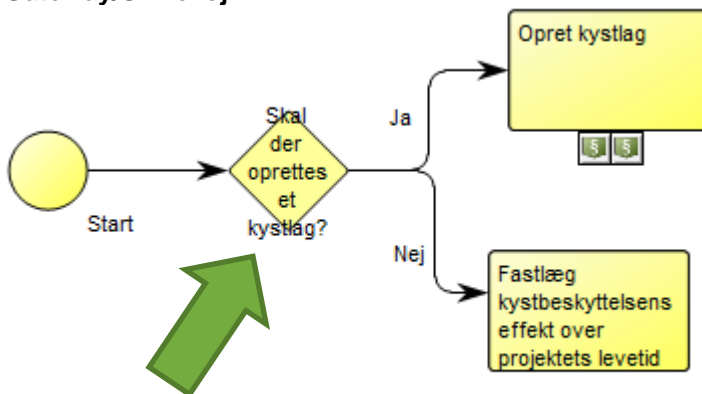 Opret kystlag
Skal
der
oprettes
et
kystlag?
Ja
§ §
Start
Nej
Fastlæg
kystbeskyttelsens
effekt over
projektets levetid